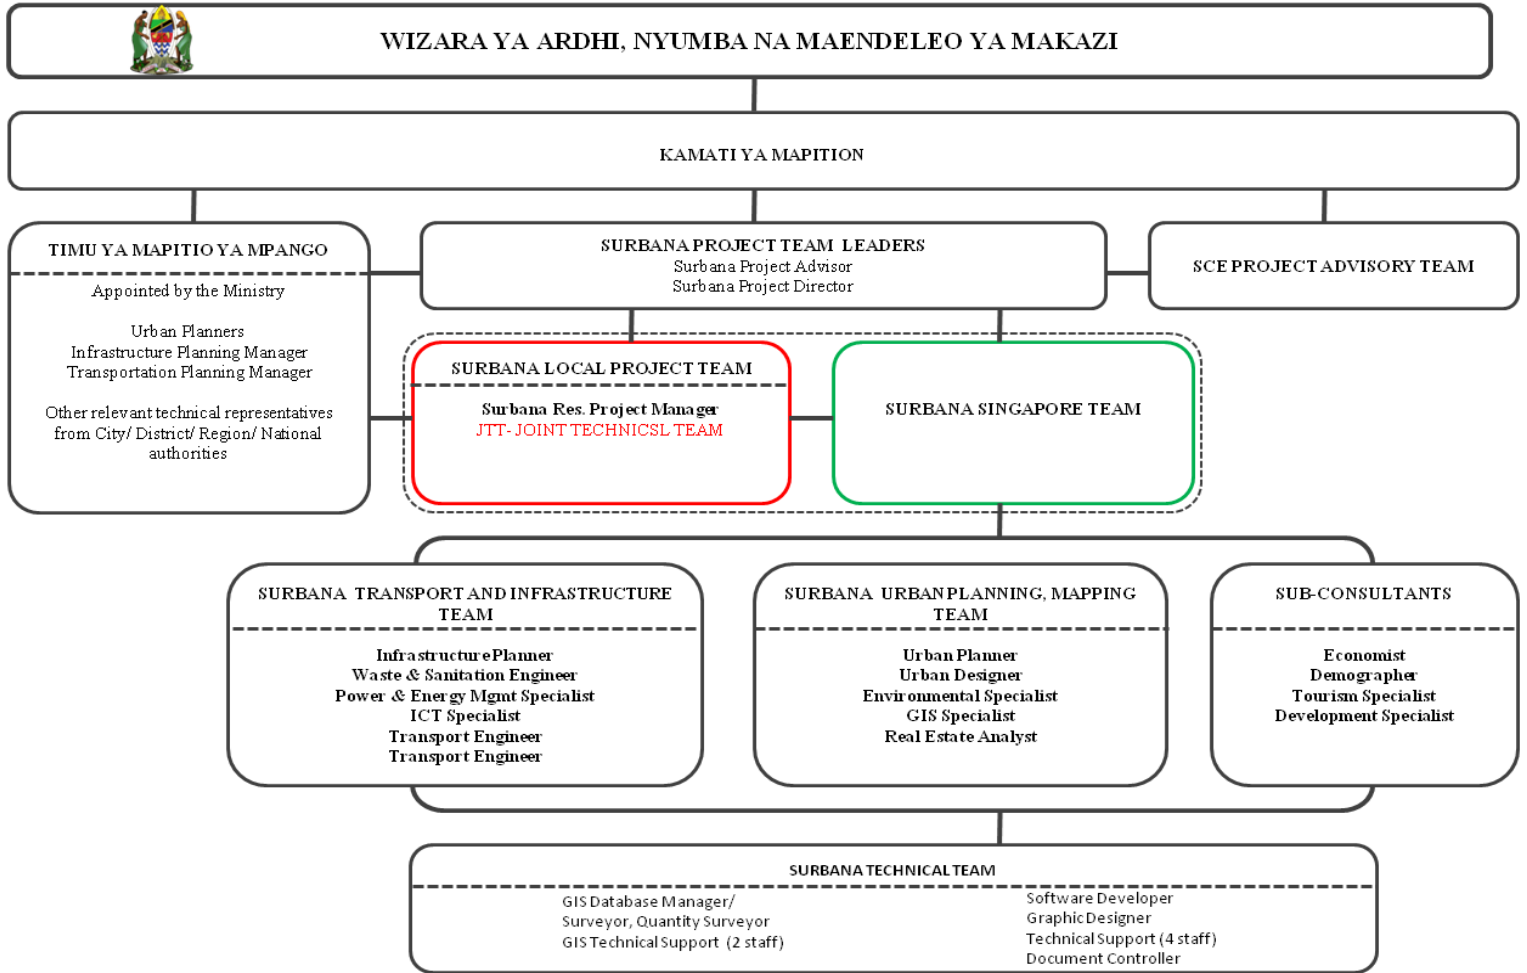 WIZARA YA ARDHI, NYUMBA NA MAENDELEO YA MAKAZI
KAMATI YA MAPITION
TIMU YA MAPITIO YA MPANGO
Appointed by the Ministry
Urban Planners
Infrastructure Planning Manager
Transportation Planning Manager
Other relevant technical representatives
from City/ District/ Region/ National
authorities
SURBANA PROJECT TEAM LEADERS
Surbana Project Advisor
Surbana Project Director
SCE PROJECT ADVISORY TEAM
SURBANA LOCAL PROJECT TEAM
Surbana Res. Project Manager
JTT- JOINT TECHNICSL TEAM
SURBANA SINGAPORE TEAM
SURBANA TRANSPORT AND INFRASTRUCTURE
TEAM
Infrastructure Planner
Waste & Sanitation Engineer
Power & Energy Mgmt Specialist
ICT Specialist
Transport Engineer
Transport Engineer
SURBANA URBAN PLANNING, MAPPING
TEAM
Urban Planner
Urban Designer
Environmental Specialist
GIS Specialist
Real Estate Analyst
SUB-CONSULTANTS
Economist
Demographer
Tourism Specialist
Development Specialist
SURBANA TECHNICAL TEAM
GIS Database Manager/
Surveyor, Quantity Surveyor
GIS Technical Support (2 staff)
Software Developer
Graphic Designer
Technical Support (4 staff)
Document Controller